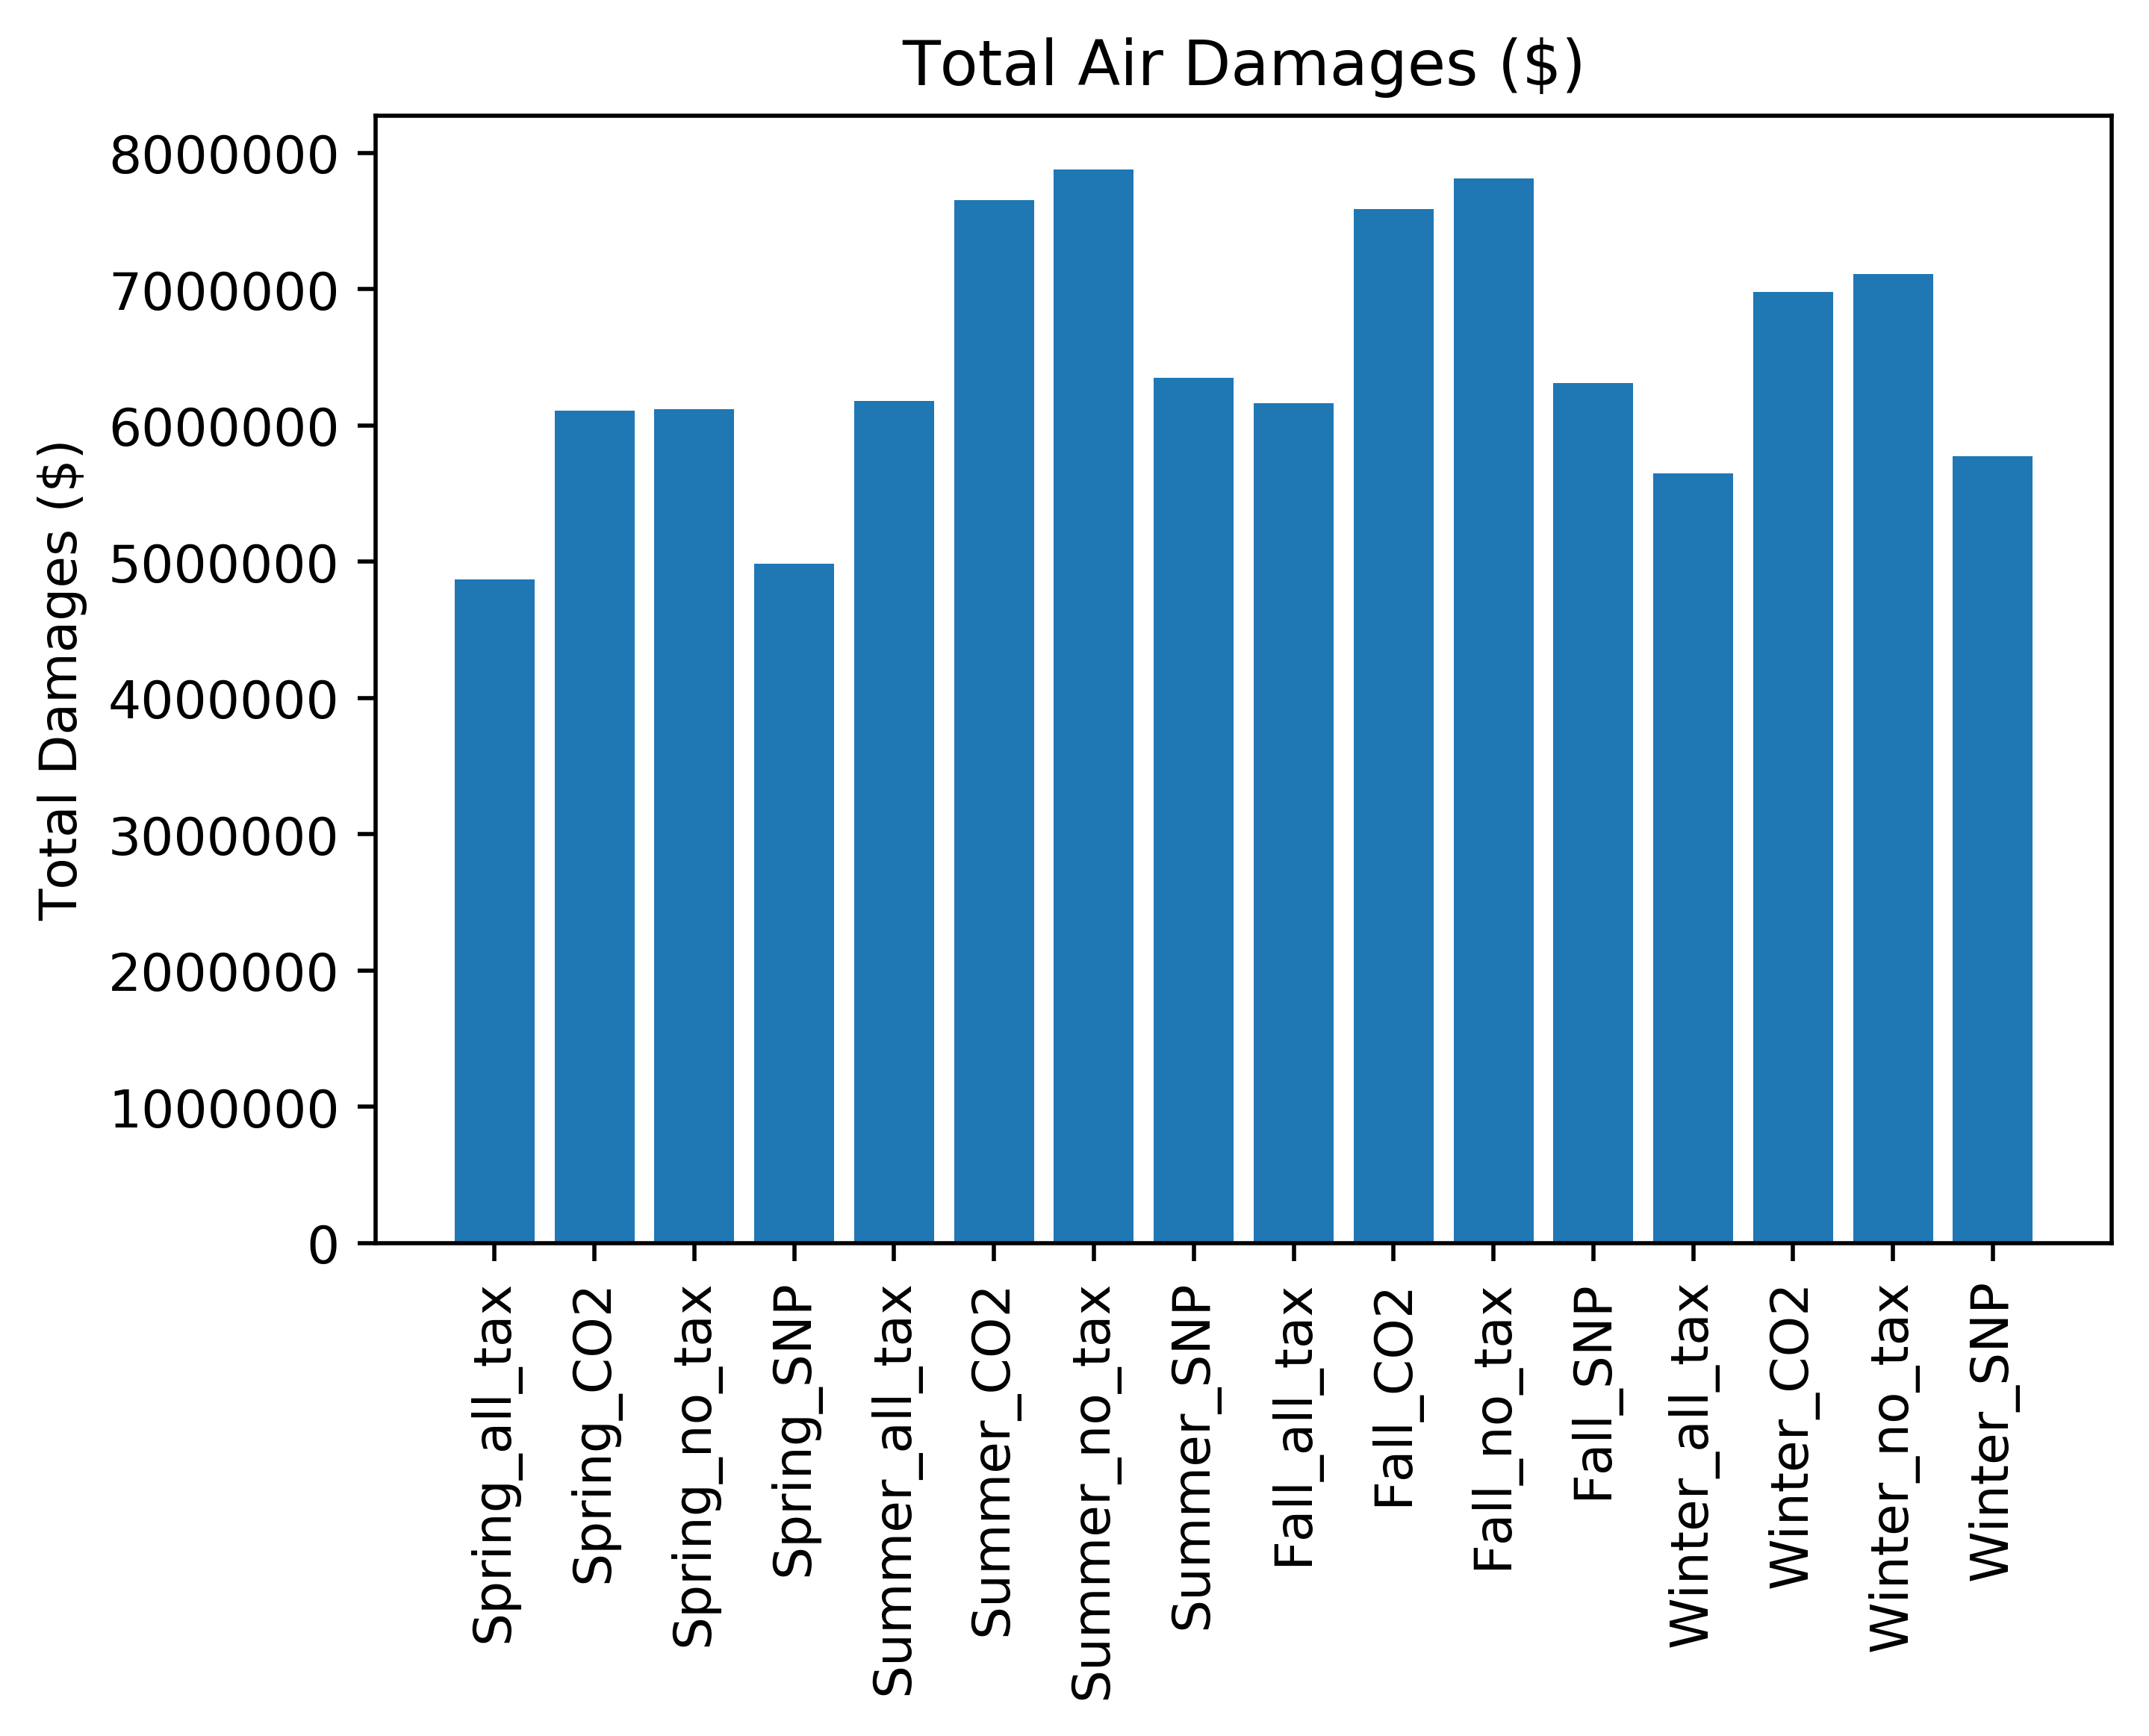 Total Air Damages ($)
Total Damages ($)
8000000
7000000
6000000
5000000
4000000
3000000
2000000
1000000
0
Spring_all_tax
Spring_CO2
Spring_no_tax
Spring_SNP
Summer_all_tax
Summer_CO2
Summer_no_tax
Summer_SNP
Fall_all_tax
Fall_CO2
Fall_no_tax
Fall_SNP
Winter_all_tax
Winter_CO2
Winter_no_tax
Winter_SNP